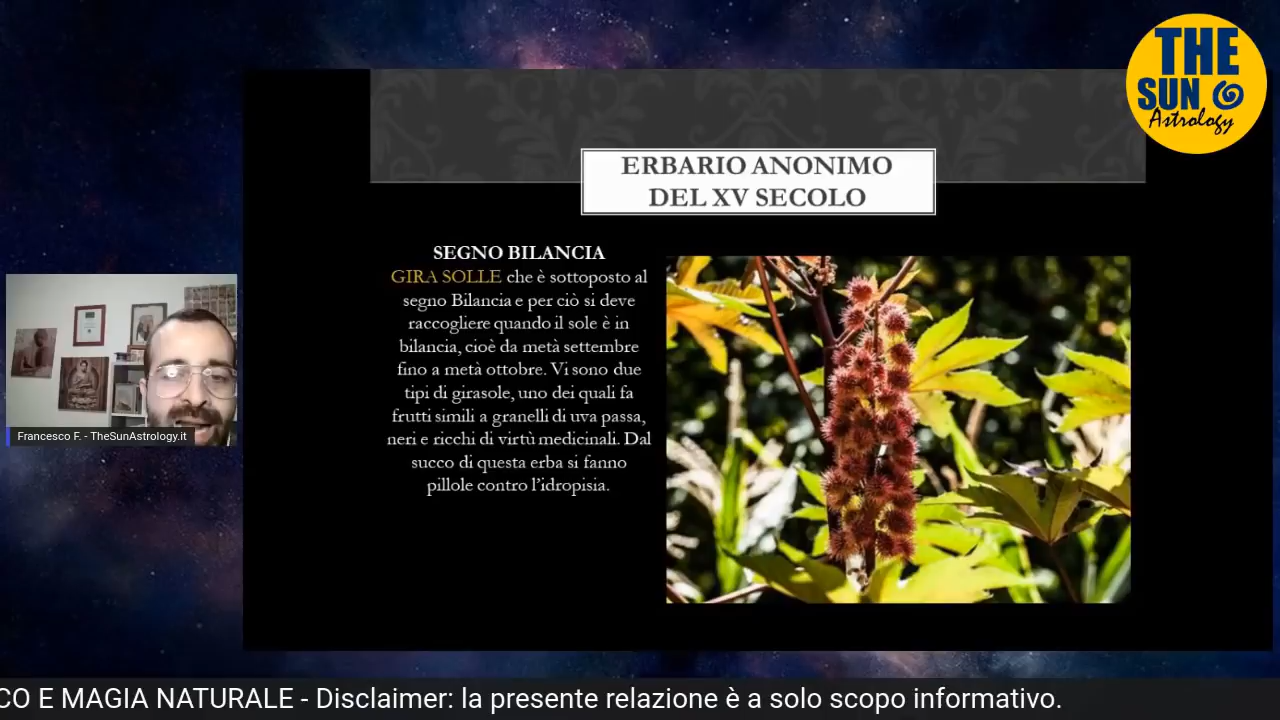 THE
SUN
Astrology
ERBARIO ANONIMO
DEL XV SECOLO
SEGNO BILANCIA
GIRA SOLLE che è sottoposto al
segno Bilancia e per ciò si deve
raccogliere quando il sole è in
bilancia, cioè da metà settembre
fino a metà ottobre. Vi sono due
tipi di girasole, uno dei quali fa
frutti simili a granelli di uva passa,
neri e ricchi di virtù medicinali. Dal
succo di questa erba si fanno
pillole contro l'idropisia.
Francesco F. - TheSunAstrology.it
CO E MAGIA NATURALE - Disclaimer: la presente relazione è a solo scopo informativo.